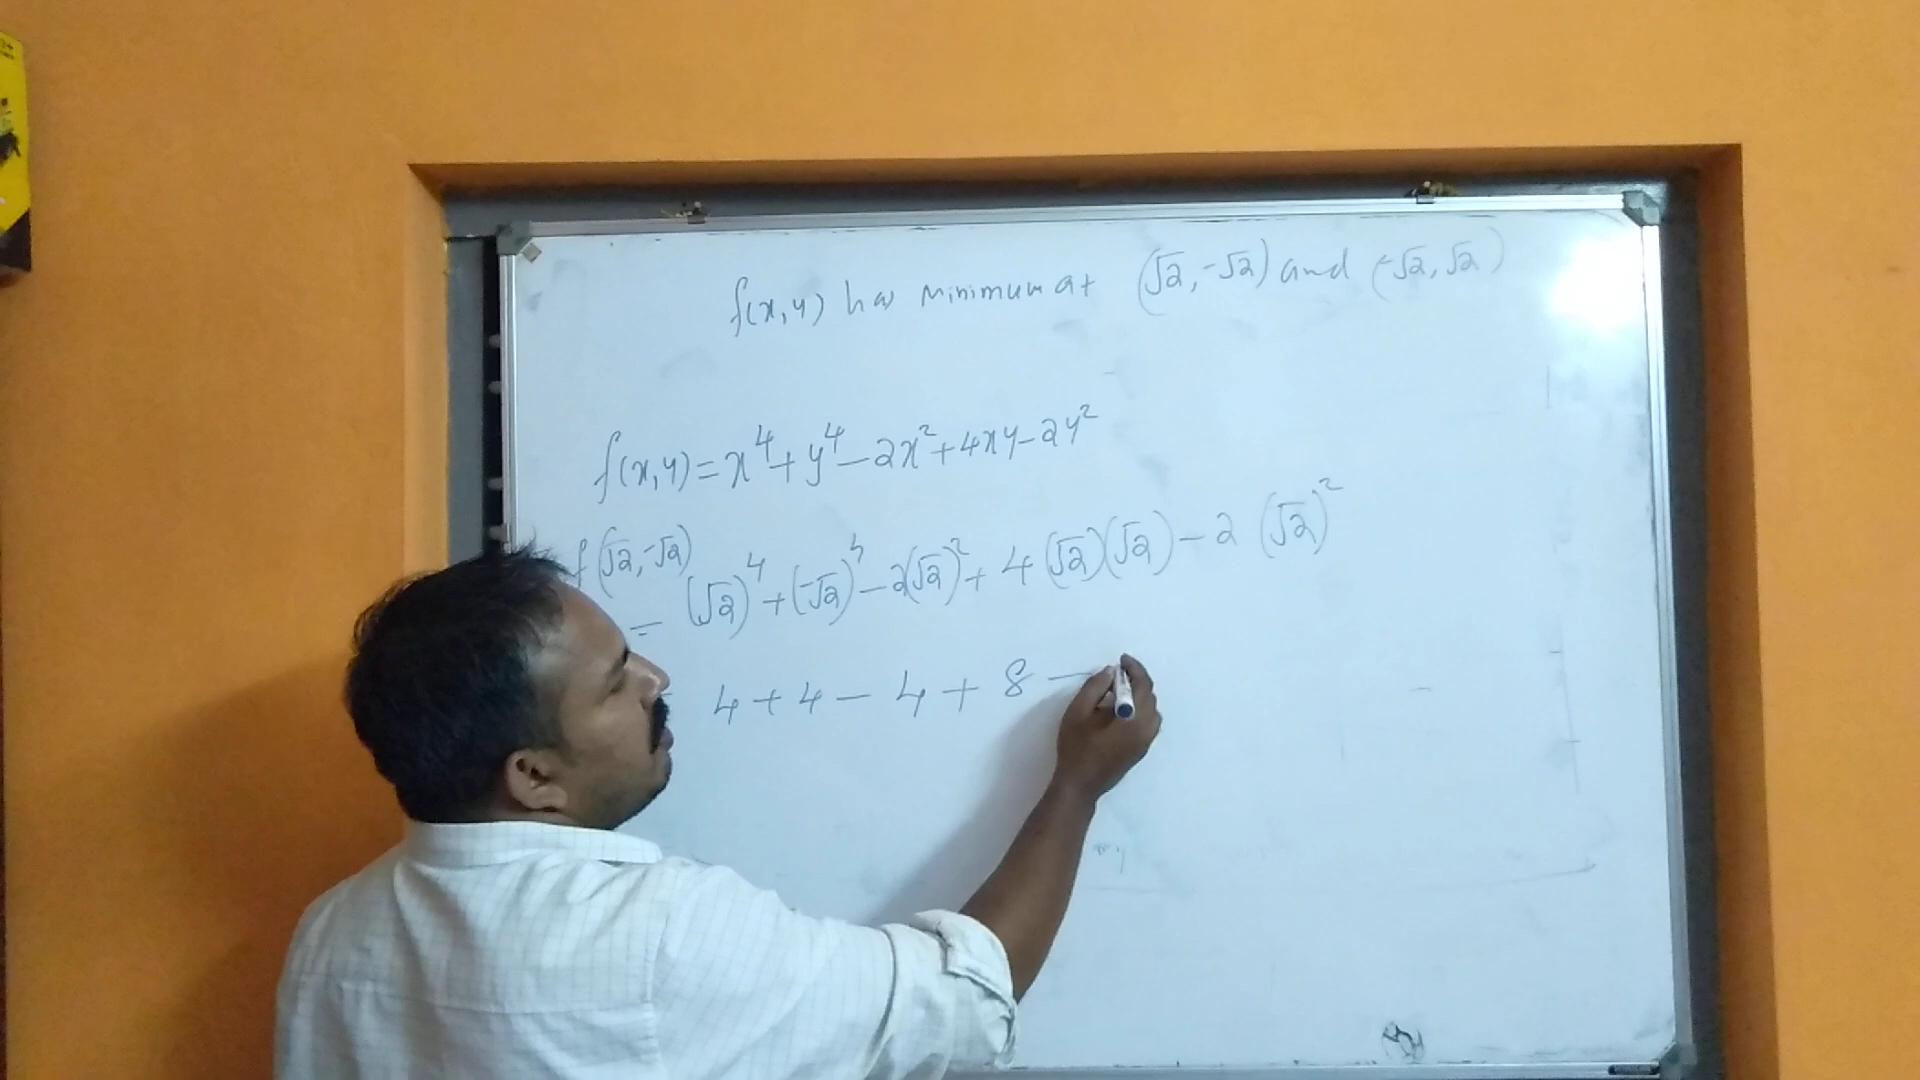 f(x,y) has minimum at (√2,-√2) and (-√2,√2)
f(x,y)=x⁴+y⁴-2x²+4xy-2y²
f(√2,-√2)
= (√2)⁴+(-√2)⁴-2(√2)²+4(√2)(√2)-2(√2)²
4+4-4+8-